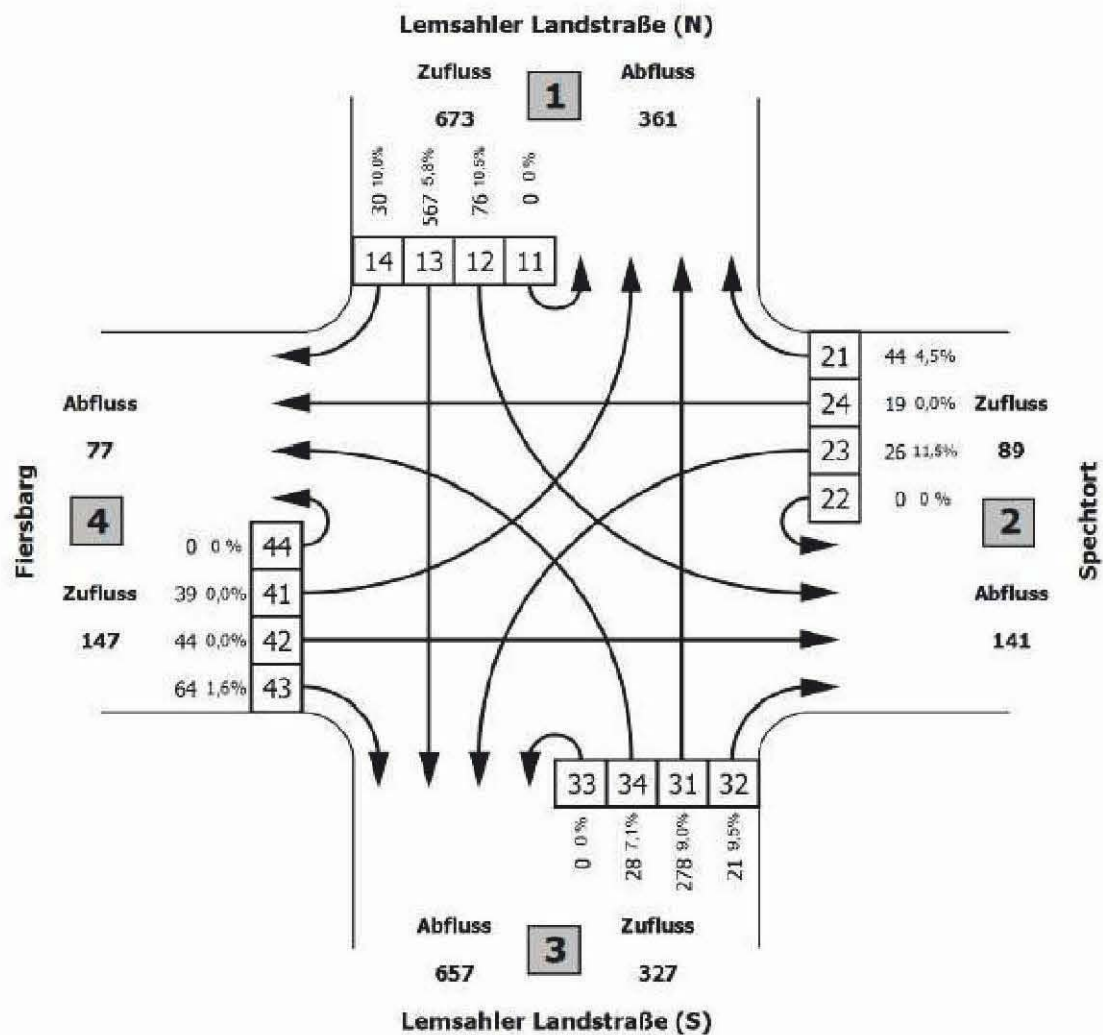 Lemsahler Landstraße (N)
Zufluss 1 Abfluss
673 361
30 10,0%
567 5,8%
76 10,5%
0 0 %
14 13 12 11
21 44 4,5%
24 19 0,0% Zufluss
23 26 11,5% 89
22 0 0 %
2
Spechtort
Abfluss
141
Abfluss
77
Fiersbarg
4
0 0 % 44
Zufluss 39 0,0% 41
147 44 0,0% 42
64 1,6% 43
33 34 31 32
0 0 %
28 7,1%
278 9,0%
21 9,5%
Abfluss 3 Zufluss
657 327
Lemsahler Landstraße (S)